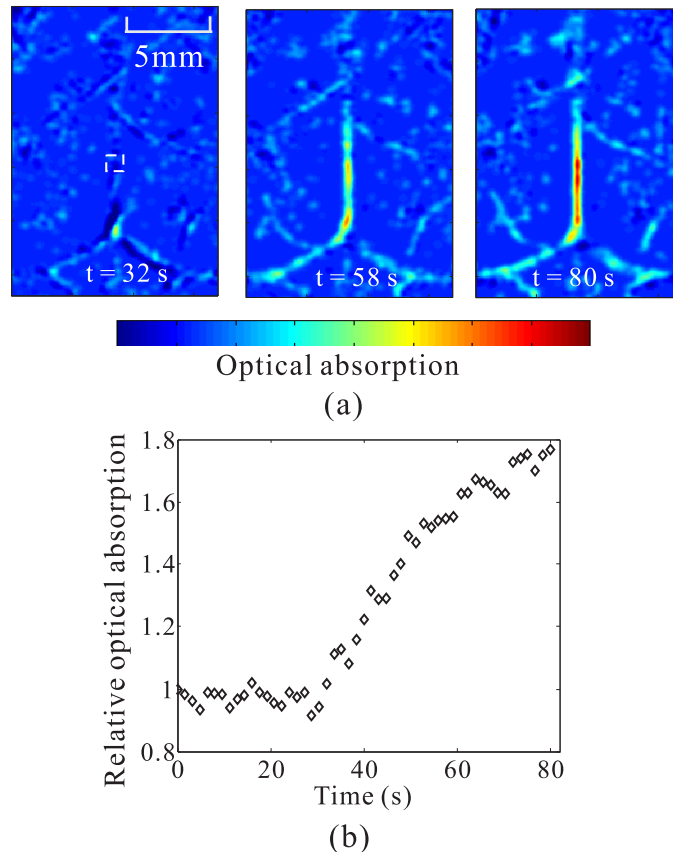 5mm
t = 32 s
t = 58 s
t = 80 s
Optical absorption
(a)
Relative optical absorption
1.8
1.6
1.4
1.2
1
0.8
0
20
40
60
80
Time (s)
(b)